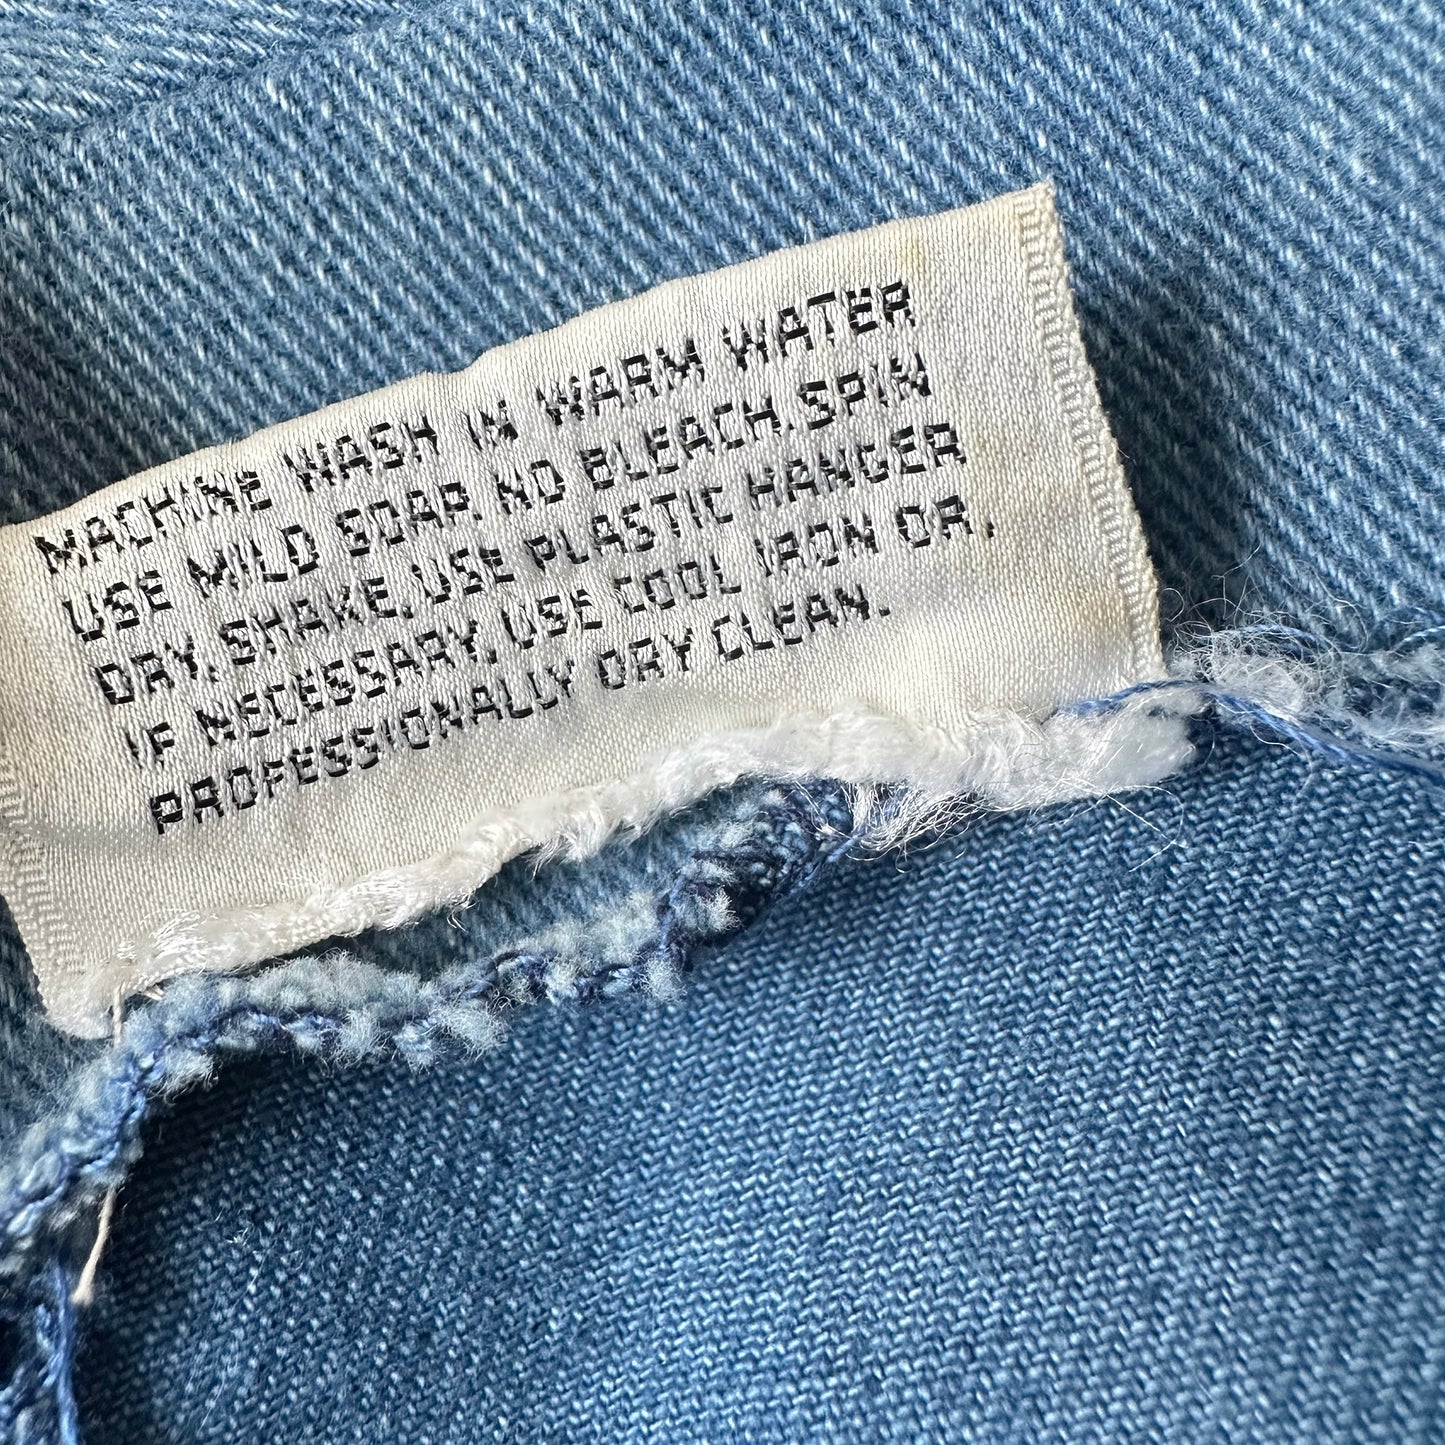 MACHINE WASH IN WARM WATER
USE MILD SOAP. NO BLEACH. SPIN
DRY, SHAKE, USE PLASTIC HANGER
IF NECESSARY, USE COOL IRON OR,
PROFESSIONALLY DRY CLEAN.